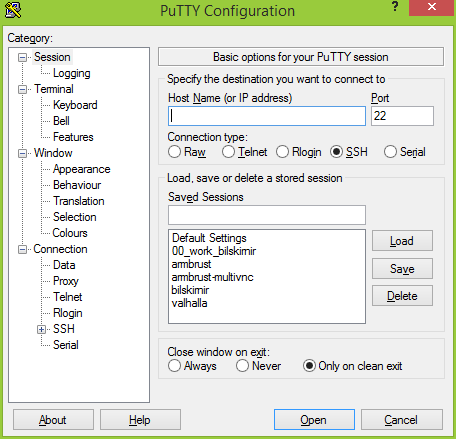 PuTTY Configuration
? X
Category:
Session
Logging
Terminal
Keyboard
Bell
Features
Window
Appearance
Behaviour
Translation
Selection
Colours
Connection
Data
Proxy
Telnet
Rlogin
SSH
Serial
Basic options for your PuTTY session
Specify the destination you want to connect to
Host Name (or IP address) Port
22
Connection type:
Raw Telnet Rlogin SSH Serial
Load, save or delete a stored session
Saved Sessions
Default Settings
00_work_bilskimir
armbrust
armbrust-multivnc
bilskimir
valhalla
Load
Save
Delete
Close window on exit:
Always Never Only on clean exit
About Help Open Cancel